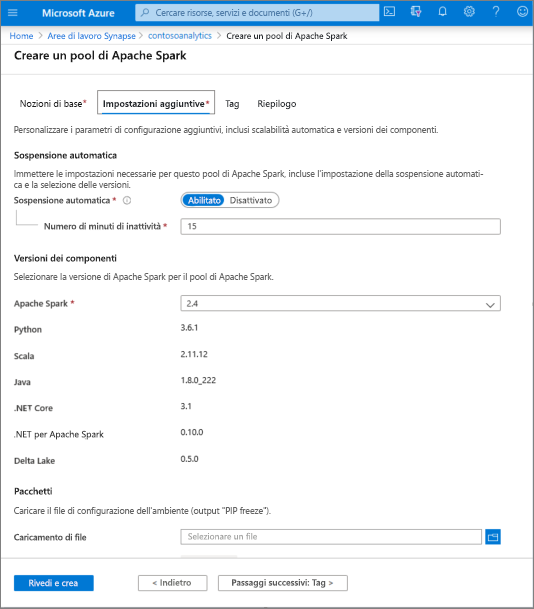 Microsoft Azure
Cercare risorse, servizi e documenti (G+/)
Home > Aree di lavoro Synapse > contosoanalytics > Creare un pool di Apache Spark
Creare un pool di Apache Spark
Nozioni di base* Impostazioni aggiuntive* Tag Riepilogo
Personalizzare i parametri di configurazione aggiuntivi, inclusi scalabilità automatica e versioni dei componenti.
Sospensione automatica
Immettere le impostazioni necessarie per questo pool di Apache Spark, incluse l'impostazione della sospensione automati-
ca e la selezione delle versioni.
Sospensione automatica * Abilitato Disattivato
Numero di minuti di inattività * 15
Versioni dei componenti
Selezionare la versione di Apache Spark per il pool di Apache Spark.
Apache Spark * 2.4
Python 3.6.1
Scala 2.11.12
Java 1.8.0_222
.NET Core 3.1
.NET per Apache Spark 0.10.0
Delta Lake 0.5.0
Pacchetti
Caricare il file di configurazione dell'ambiente (output "PIP freeze").
Caricamento di file Selezionare un file
Rivedi e crea < Indietro Passaggi successivi: Tag >